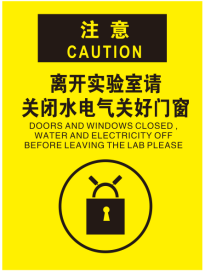 注意
CAUTION
离开实验室请
关闭水电气关好门窗
DOORS AND WINDOWS CLOSED ,
WATER AND ELECTRICITY OFF
BEFORE LEAVING THE LAB PLEASE